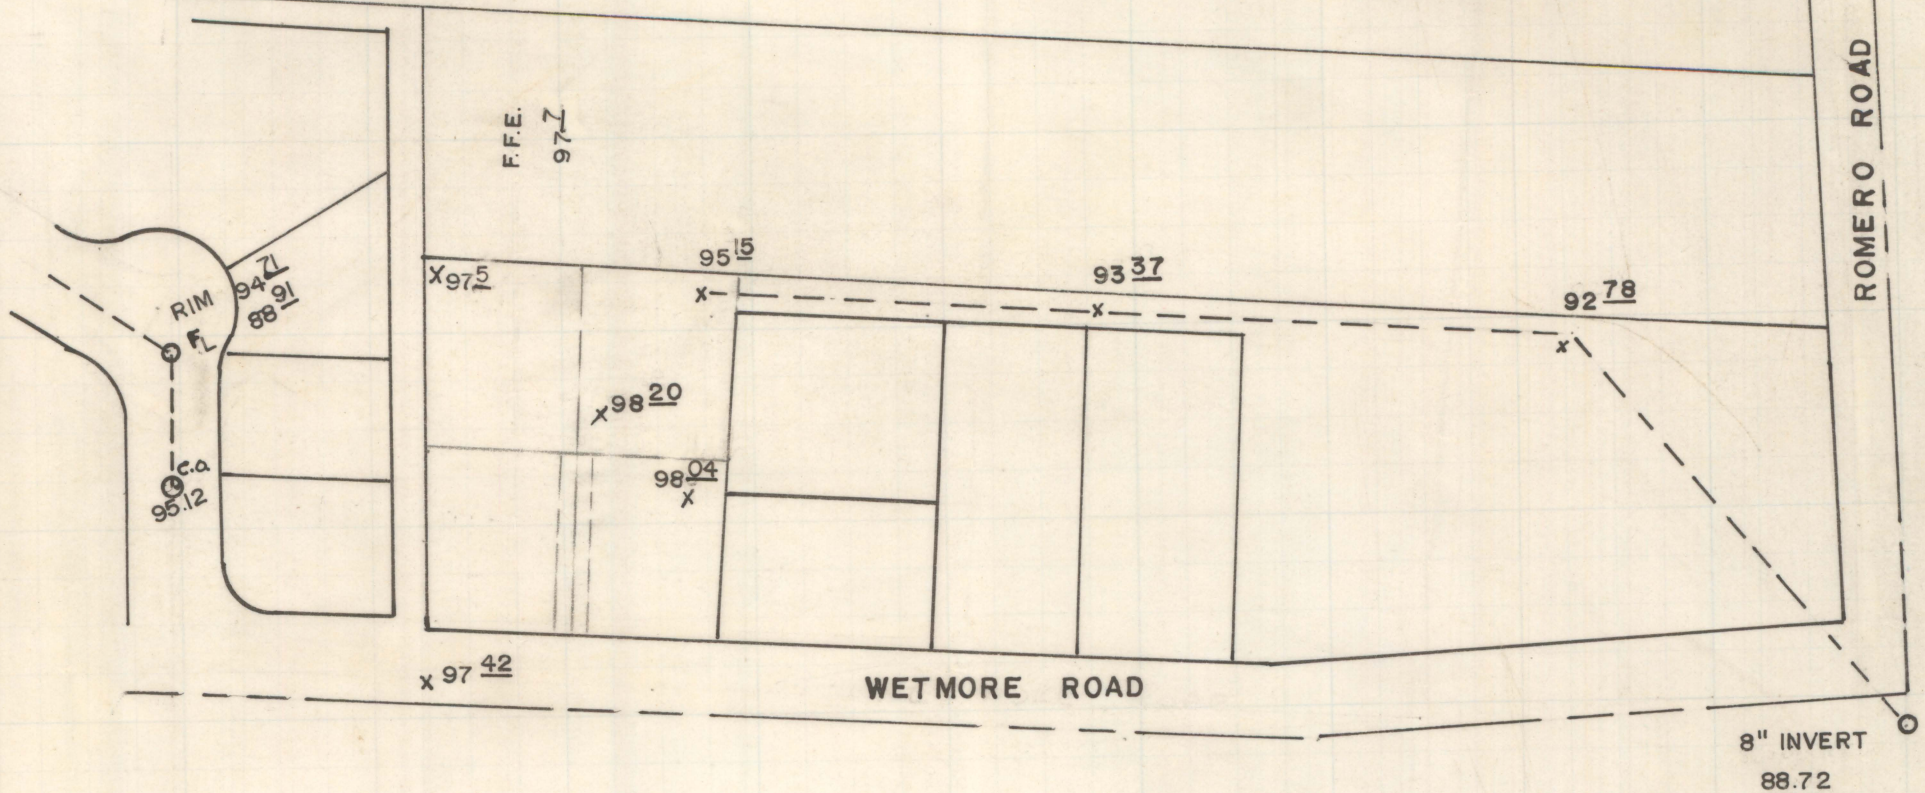 ROMERO ROAD
F.F.E.
97.7
95 15
X 97 5
93 37
92 78
RIM 94 71
FL 88 91
X 98 20
98 04
X
c.o.
95.12
X 97 42
WETMORE ROAD
8" INVERT
88.72